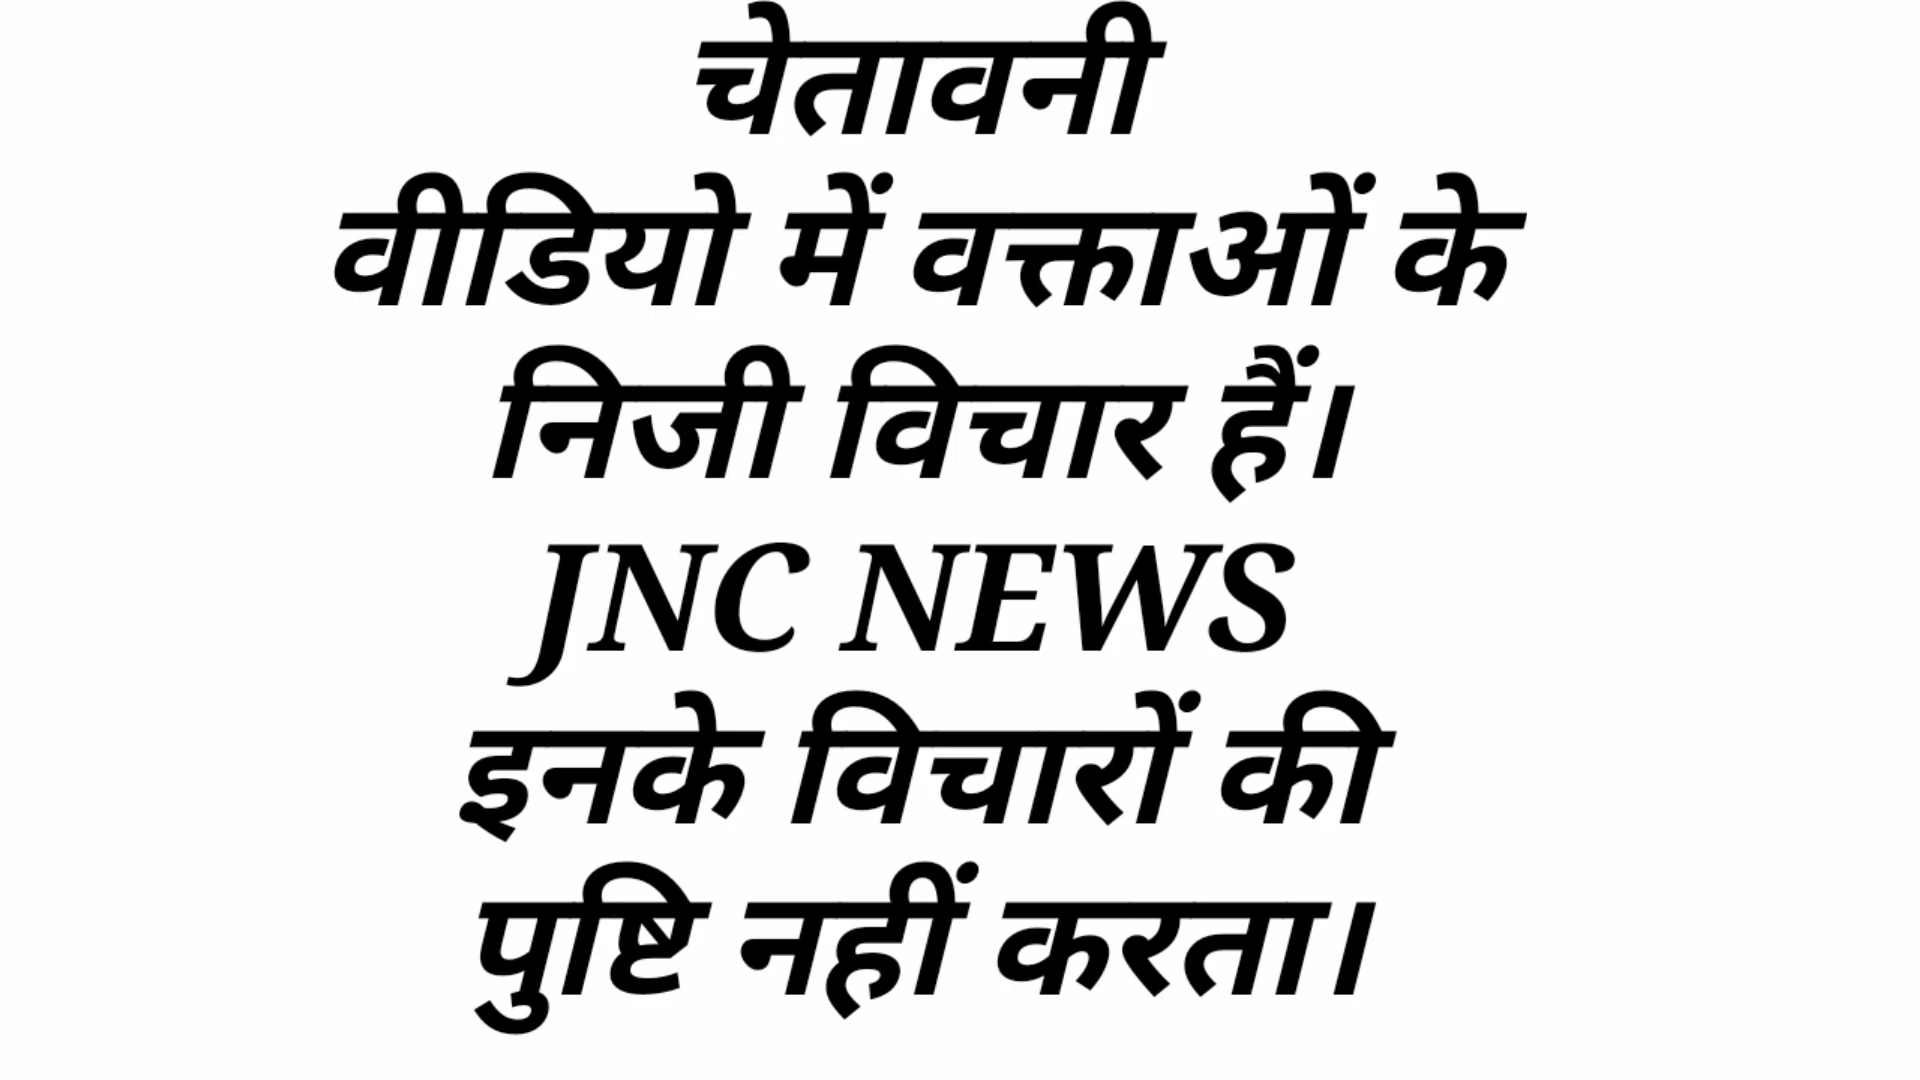 चेतावनी
वीडियो में वक्ताओं के
निजी विचार हैं।
JNC NEWS
इनके विचारों की
पुष्टि नहीं करता।